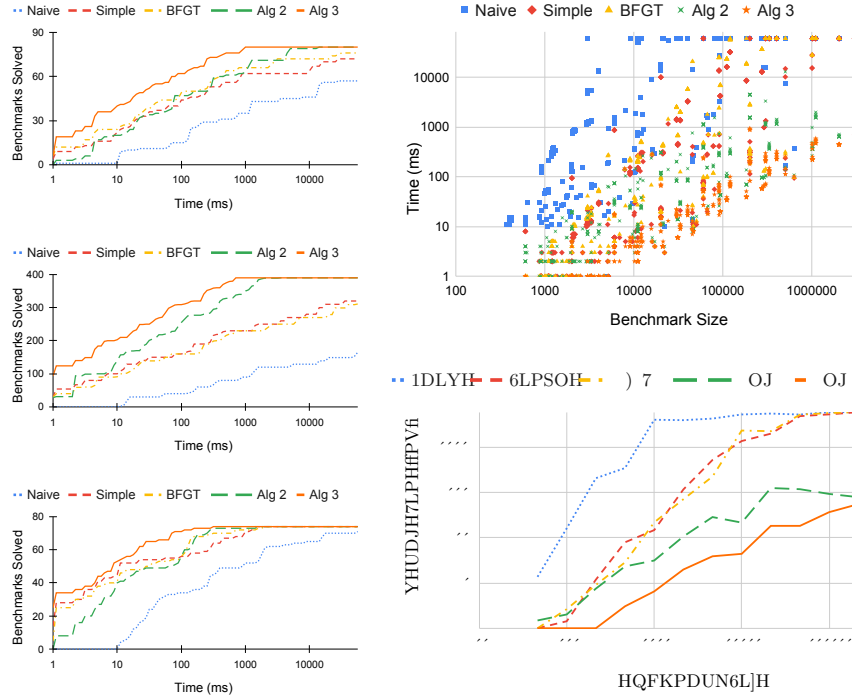 Naive Simple BFGT Alg 2 Alg 3
Benchmarks Solved
90
60
30
0
1 10 100 1000 10000
Time (ms)
Naive Simple BFGT Alg 2 Alg 3
Benchmarks Solved
400
300
200
100
0
1 10 100 1000 10000
Time (ms)
Naive Simple BFGT Alg 2 Alg 3
Benchmarks Solved
80
60
40
20
0
1 10 100 1000 10000
Time (ms)
Naive Simple BFGT Alg 2 Alg 3
Time (ms)
10000
1000
100
10
1
100 1000 10000 100000 1000000
Benchmark Size
1DLYH 6LPSOH ) 7 OJ OJ
YHUDJH7LPHffPVfi
HQFKPDUN6L]H